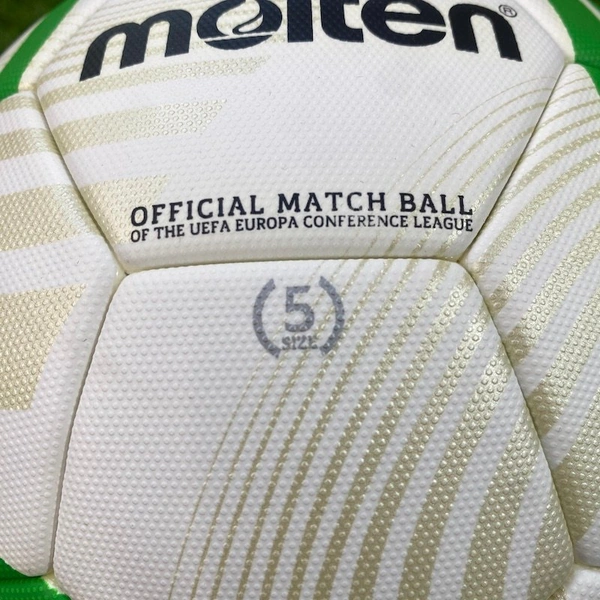 molten®
OFFICIAL MATCH BALL
OF THE UEFA EUROPA CONFERENCE LEAGUE
5
SIZE